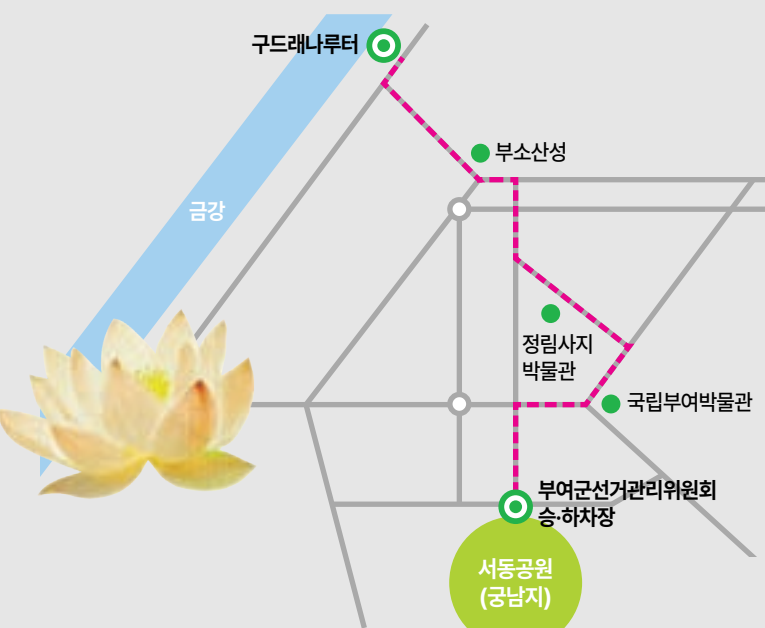 구드래나루터
부소산성
금강
정림사지
박물관
국립부여박물관
부여군선거관리위원회
승·하차장
서동공원
(궁남지)